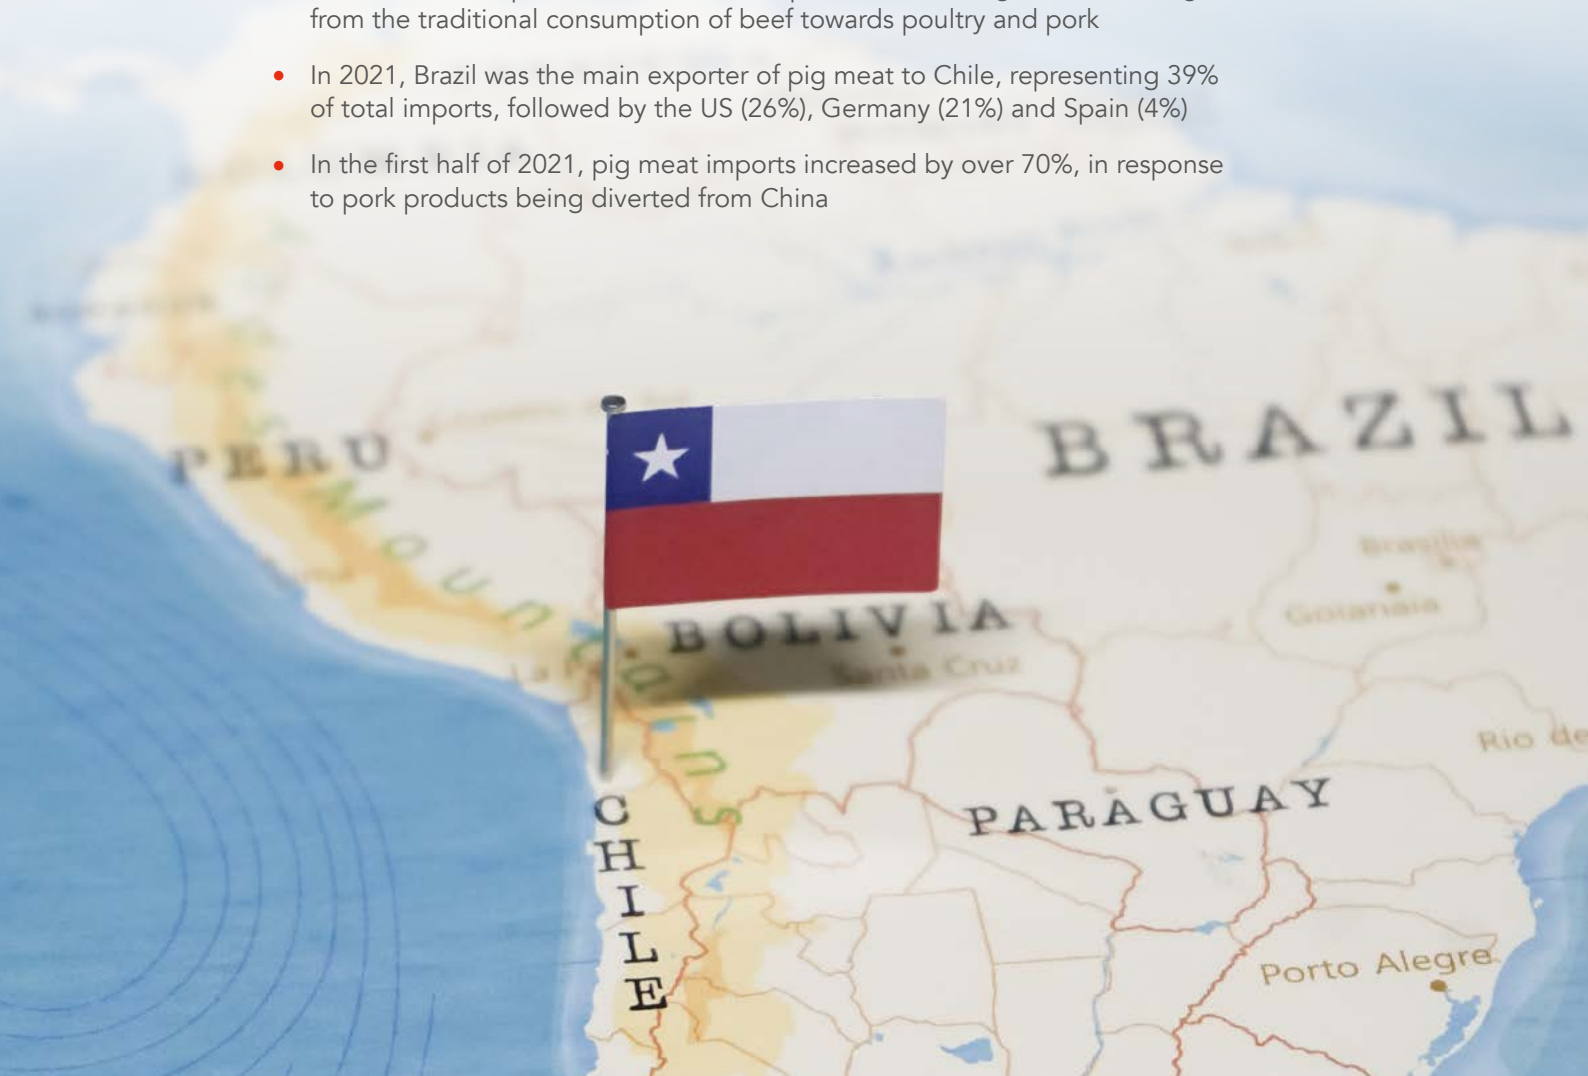 from the traditional consumption of beef towards poultry and pork
• In 2021, Brazil was the main exporter of pig meat to Chile, representing 39%
of total imports, followed by the US (26%), Germany (21%) and Spain (4%)
• In the first half of 2021, pig meat imports increased by over 70%, in response
to pork products being diverted from China
PERU
BRAZIL
Mountains
Brasilia
Goianaia
BOLIVIA
La
Santa Cruz
Rio de
PARAGUAY
CHILE
Porto Alegre